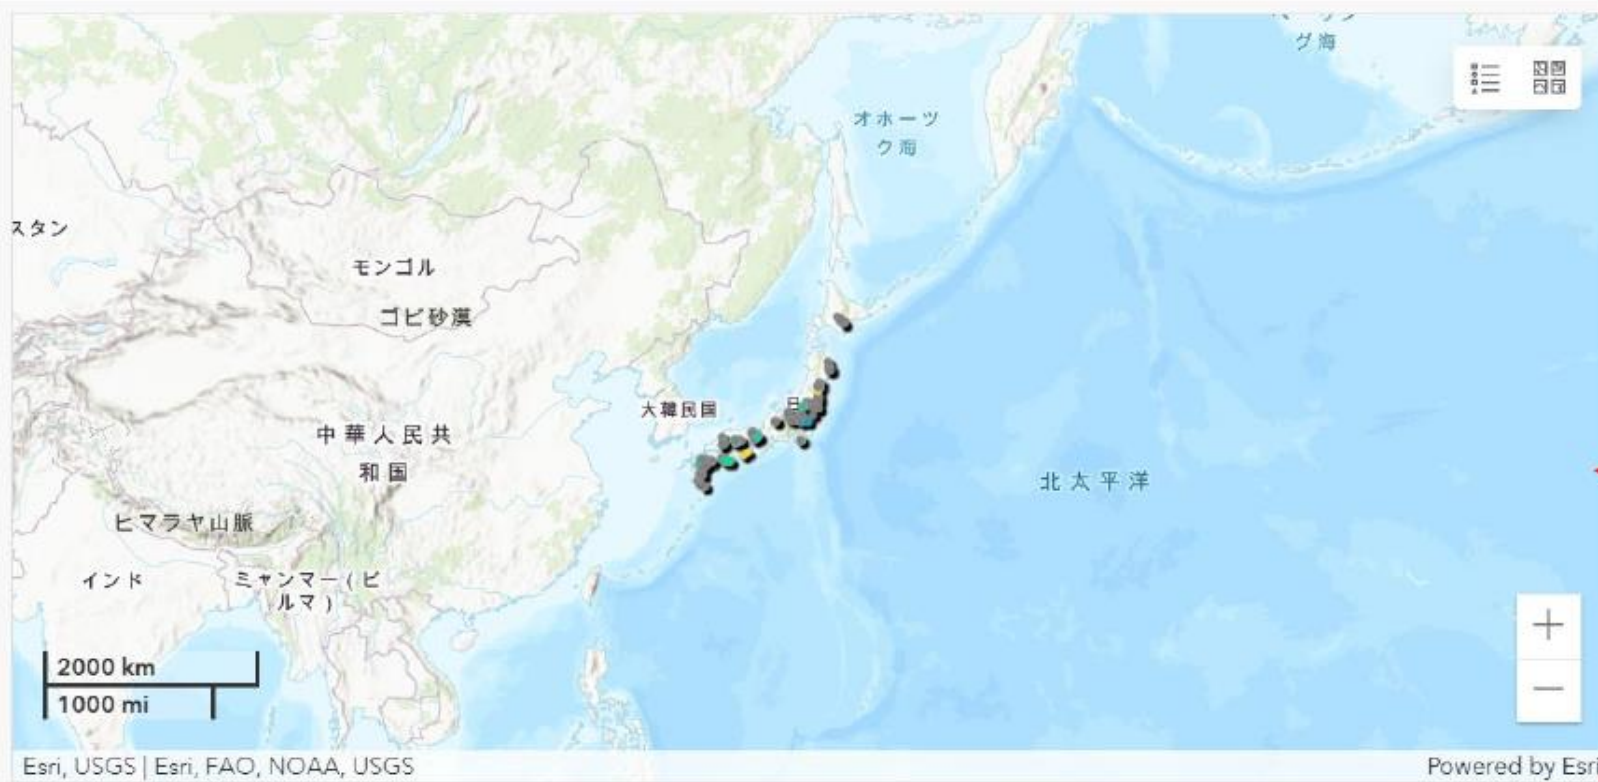 グ海
オホーツ
ク海
スタン
モンゴル
ゴビ砂漠
大韓民国
日
中華人民共
和国
北太平洋
ヒマラヤ山脈
インド
ミャンマー(ビ
ルマ)
2000 km
1000 mi
Esri, USGS | Esri, FAO, NOAA, USGS
Powered by Esri